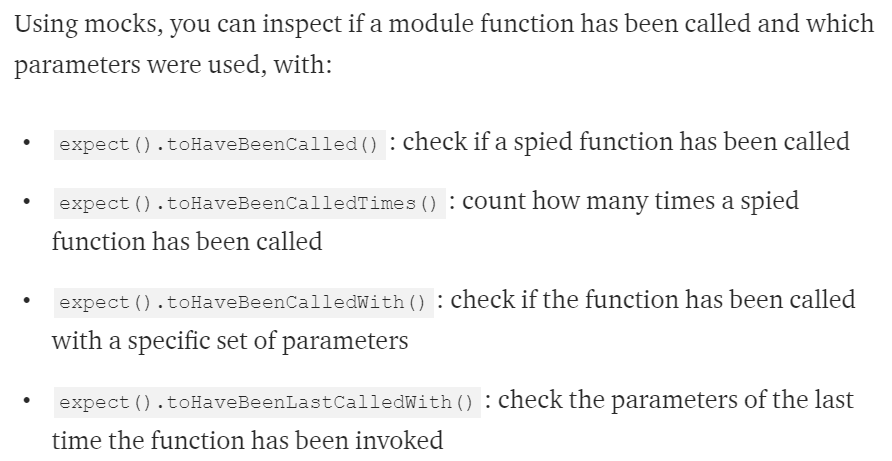 Using mocks, you can inspect if a module function has been called and which
parameters were used, with:
• expect().toHaveBeenCalled() : check if a spied function has been called
• expect().toHaveBeenCalledTimes() : count how many times a spied
function has been called
• expect().toHaveBeenCalledWith() : check if the function has been called
with a specific set of parameters
• expect().toHaveBeenLastCalledWith() : check the parameters of the last
time the function has been invoked